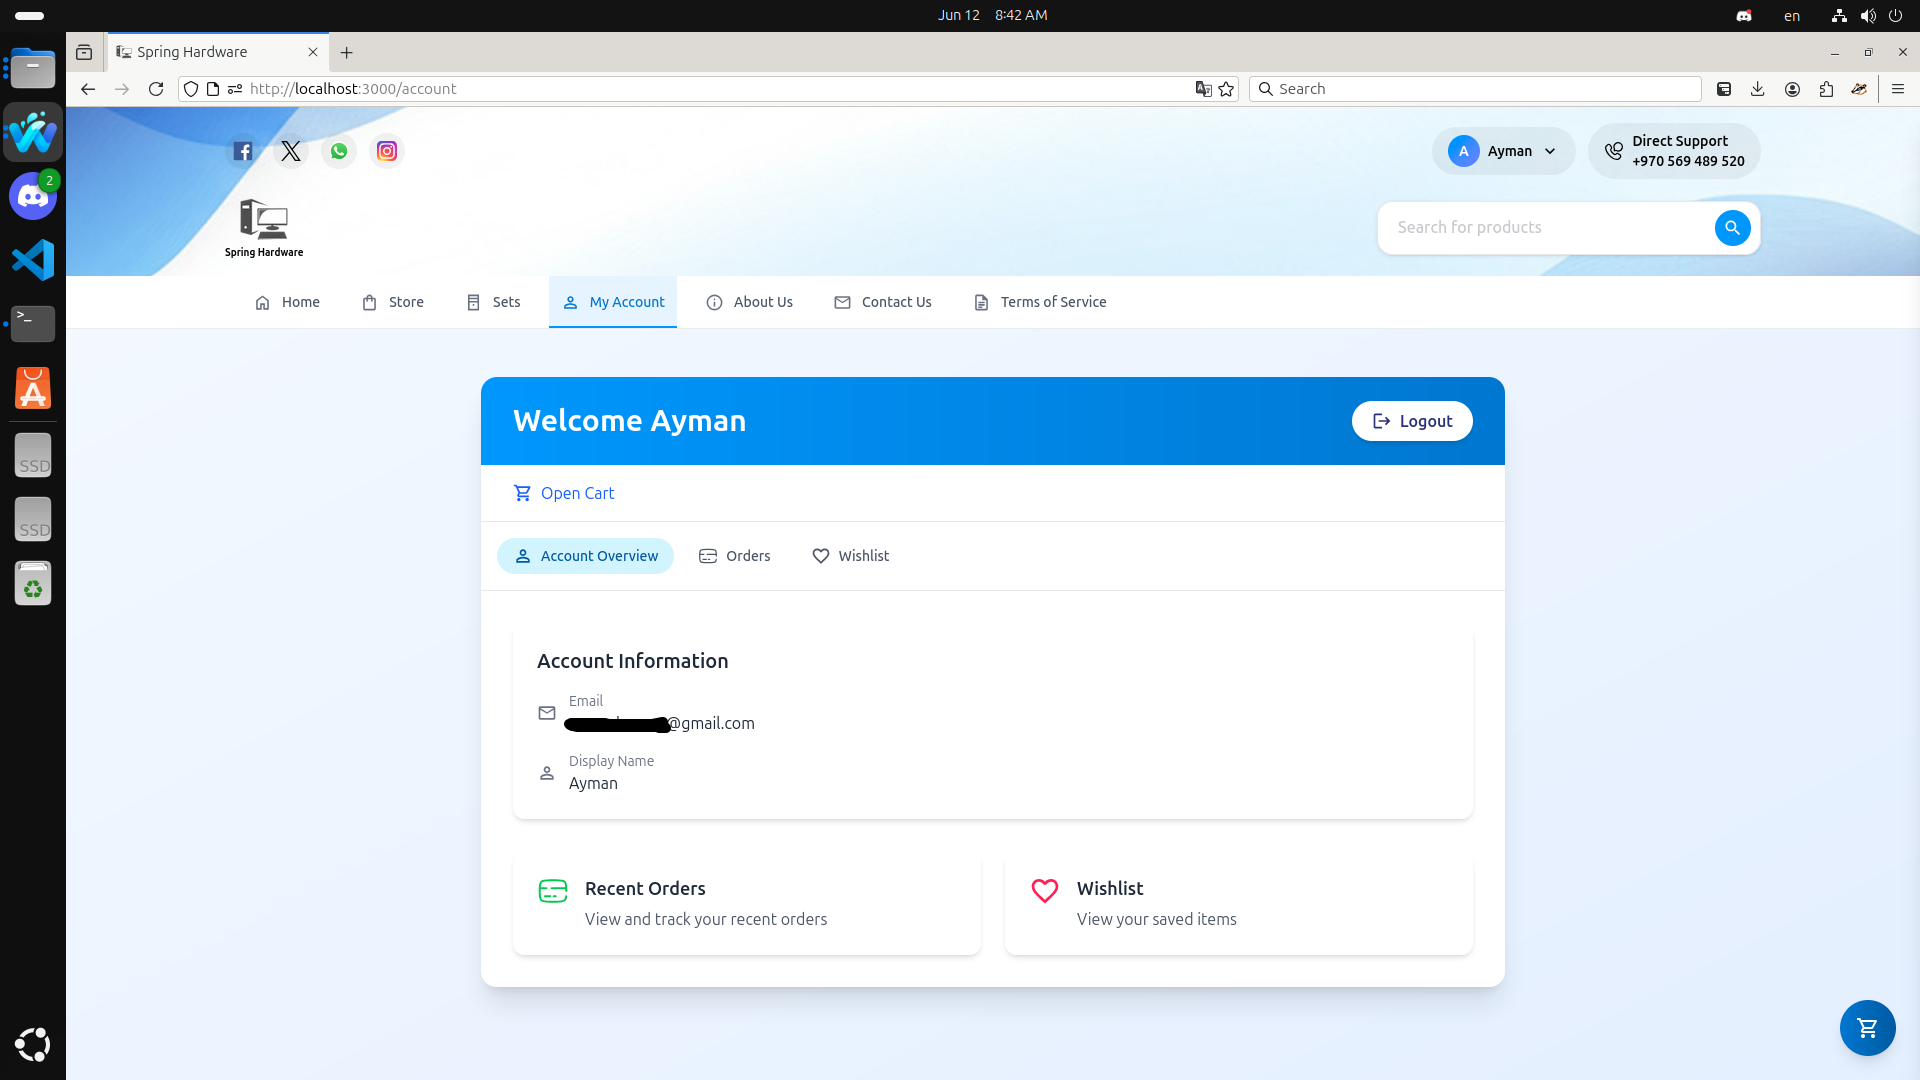 Jun 12 8:42 AM
en
Spring Hardware
http://localhost:3000/account
Search
2
A Ayman
Direct Support
+970 569 489 520
Spring Hardware
Search for products
Home
Store
Sets
My Account
About Us
Contact Us
Terms of Service
Welcome Ayman
Logout
Open Cart
Account Overview
Orders
Wishlist
Account Information
Email
@gmail.com
Display Name
Ayman
Recent Orders
View and track your recent orders
Wishlist
View your saved items
SSD
SSD